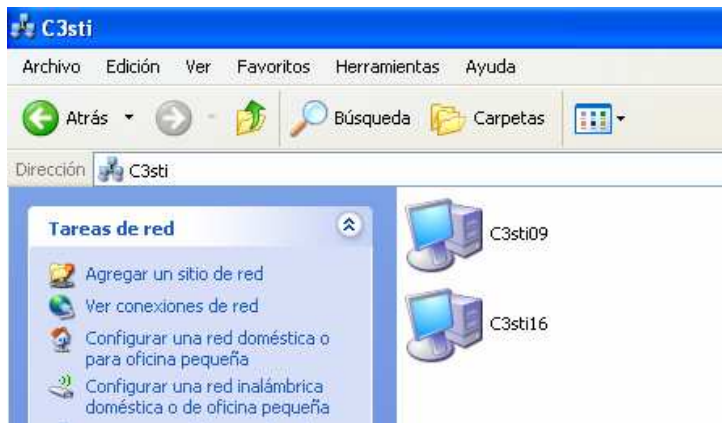 C3sti
Archivo Edición Ver Favoritos Herramientas Ayuda
Atrás Búsqueda Carpetas
Dirección C3sti
Tareas de red
Agregar un sitio de red
Ver conexiones de red
Configurar una red doméstica o
para oficina pequeña
Configurar una red inalámbrica
doméstica o de oficina pequeña
C3sti09
C3sti16